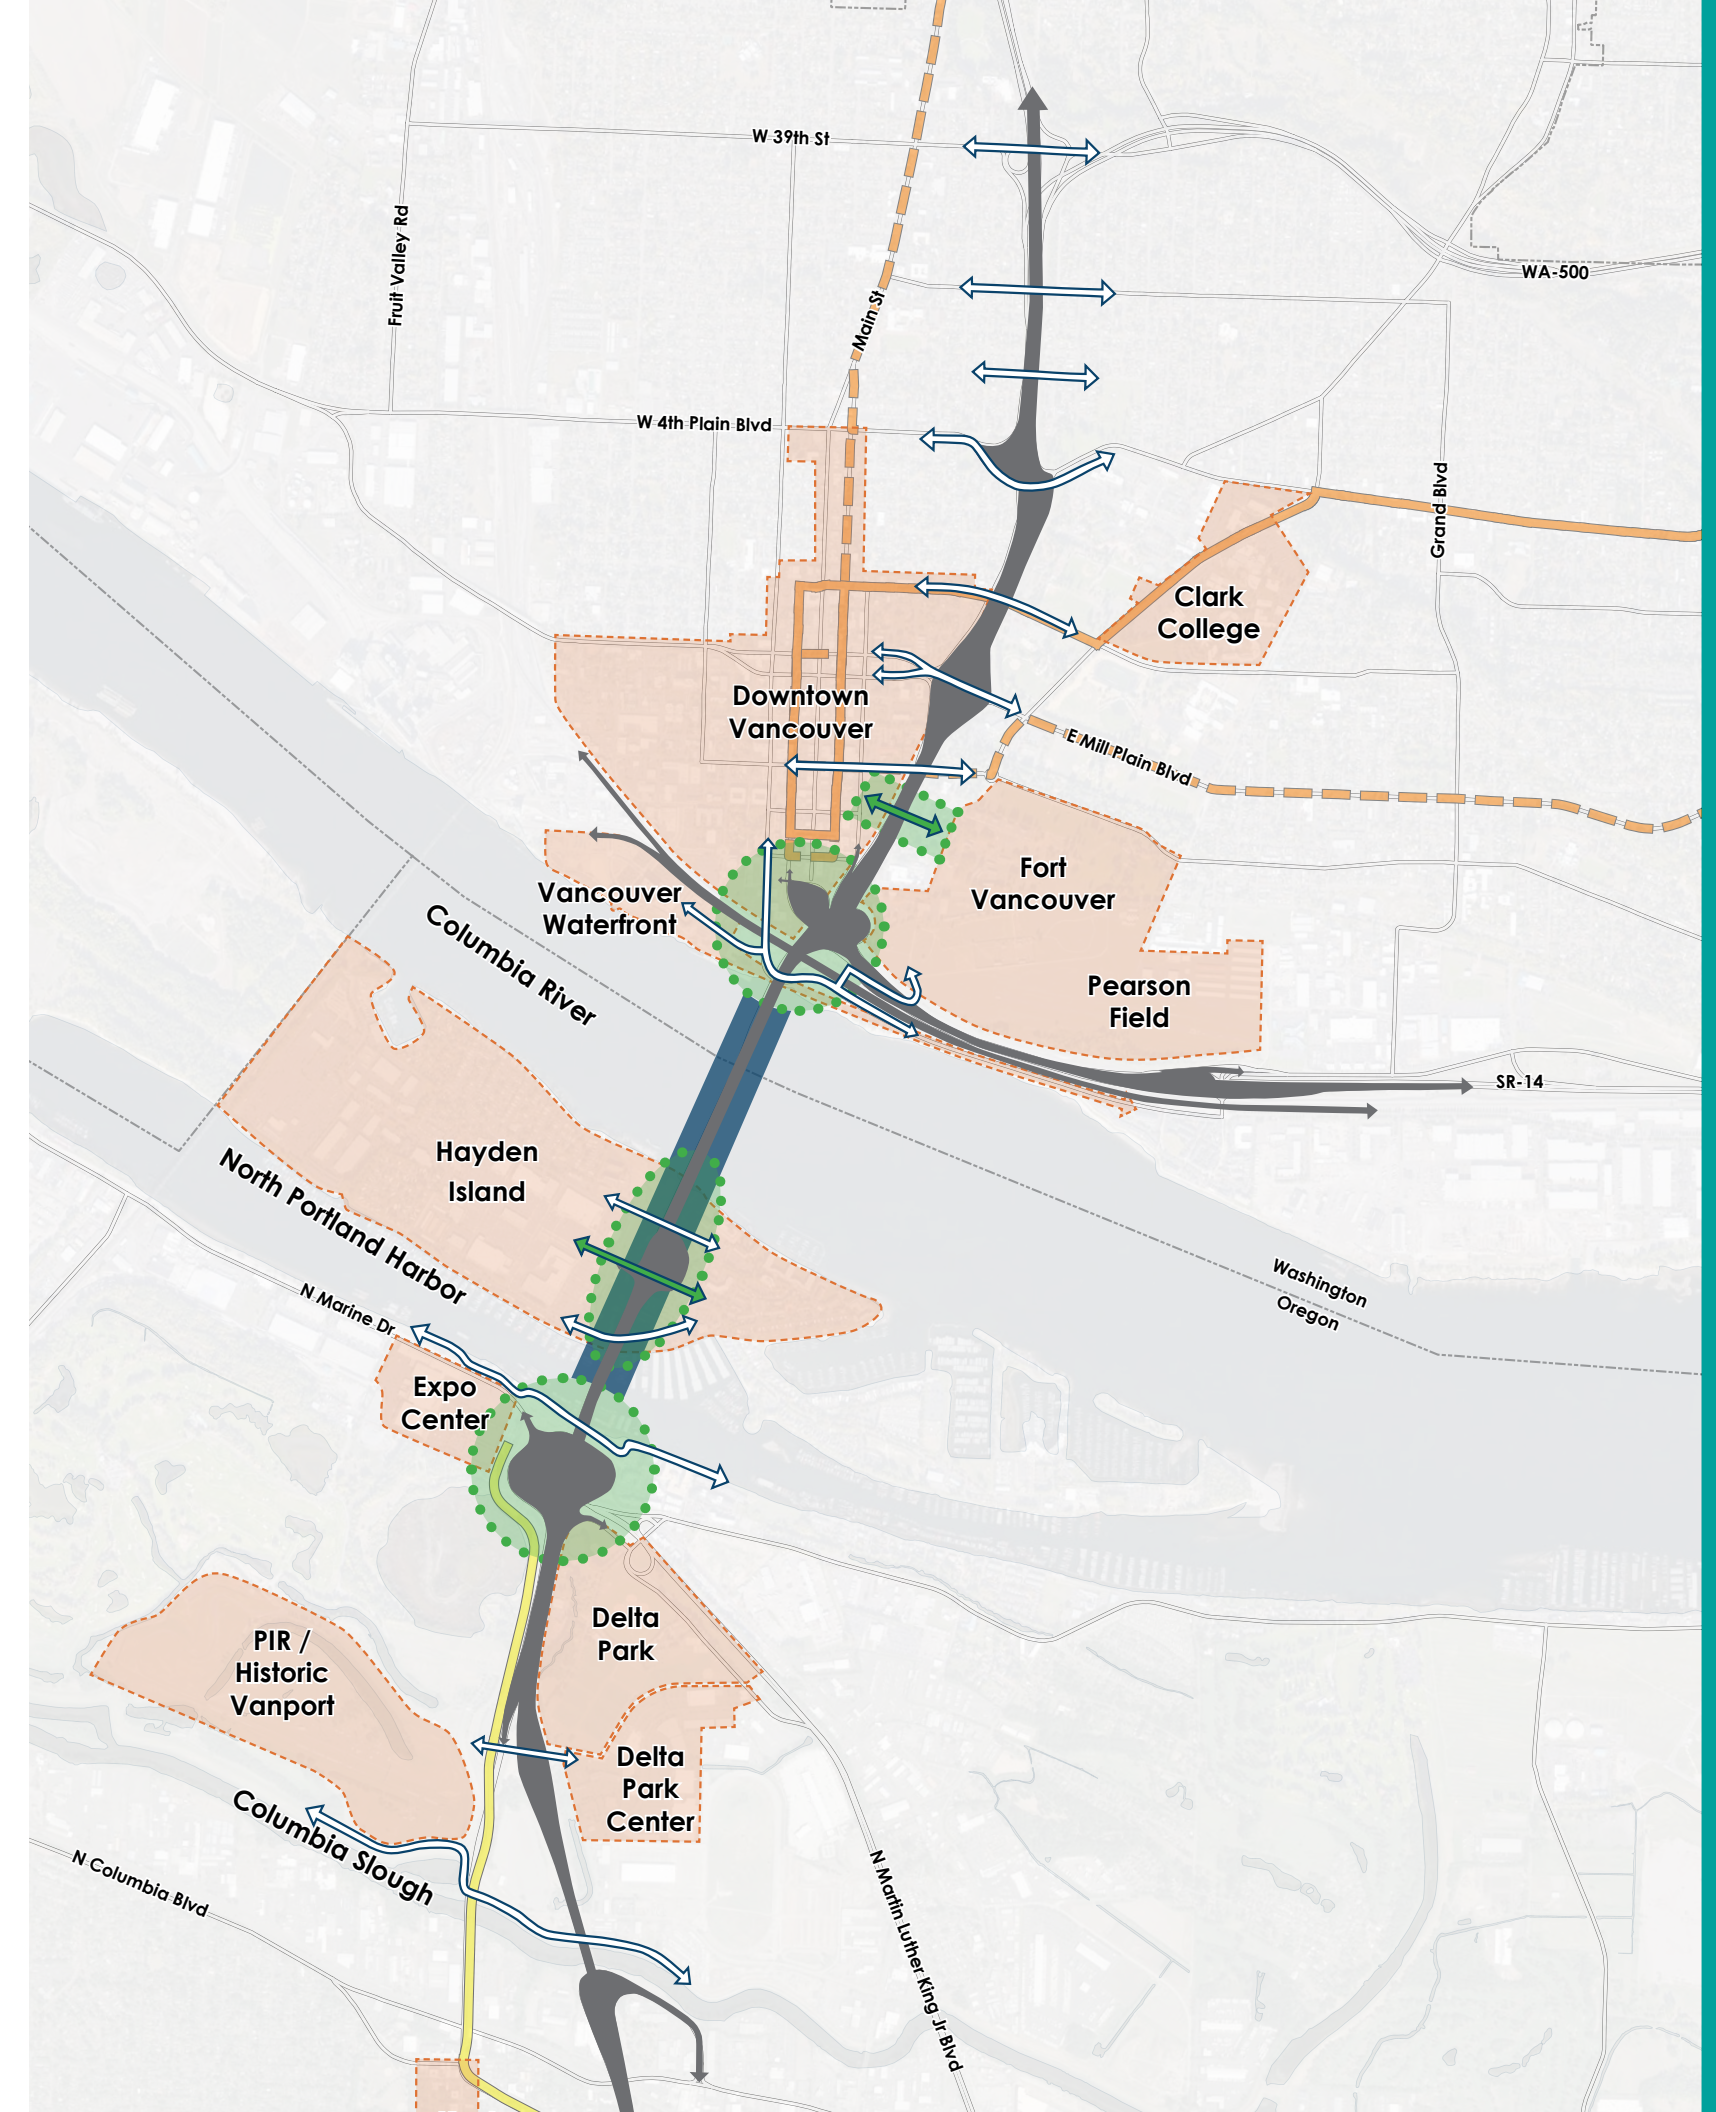 W 39th St
Fruit Valley Rd
WA-500
Main St
W 4th Plain Blvd
Grand Blvd
Clark
College
Downtown
Vancouver
E Mill Plain Blvd
Fort
Vancouver
Vancouver
Waterfront
Columbia River
Pearson
Field
SR-14
Hayden
Island
North Portland Harbor
Washington
Oregon
N Marine Dr
Expo
Center
Delta
Park
PIR /
Historic
Vanport
Delta
Park
Center
Columbia Slough
N Columbia Blvd
N Martin Luther King Jr Blvd